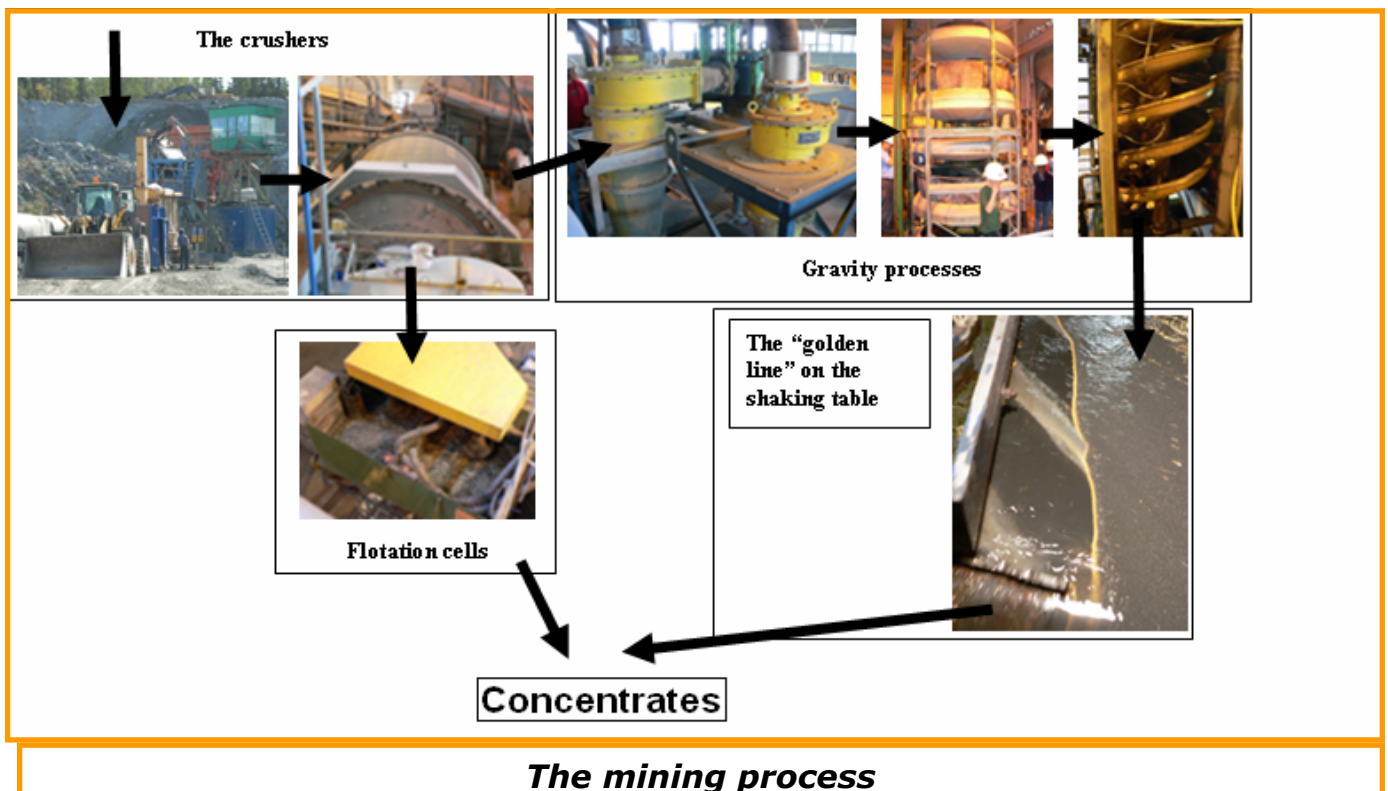 The crushers
Gravity processes
The “golden
line” on the
shaking table
Flotation cells
Concentrates
The mining process